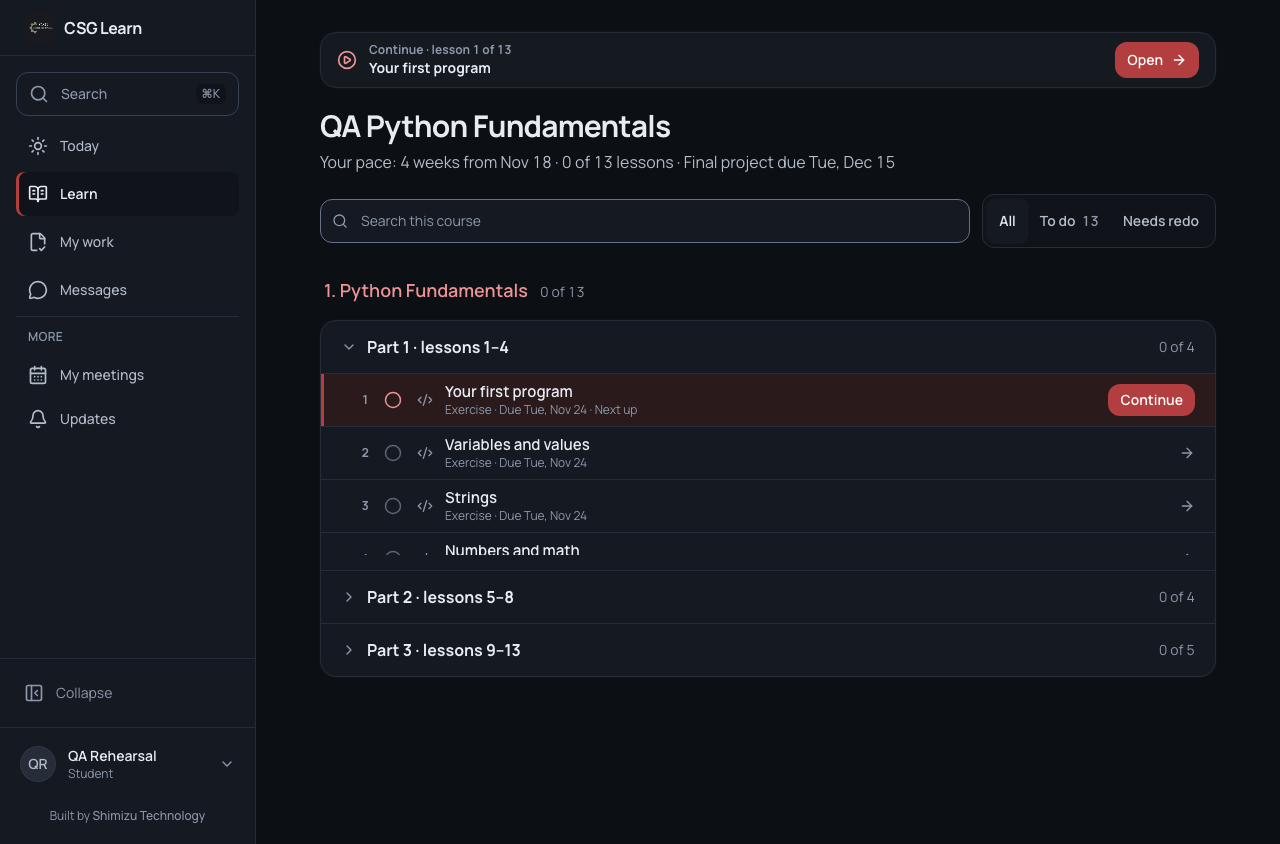 CSG Learn
Search ⌘K
Today
Learn
My work
Messages
MORE
My meetings
Updates
Collapse
QR
QA Rehearsal
Student
Built by Shimizu Technology
Continue · lesson 1 of 13
Your first program
Open
QA Python Fundamentals
Your pace: 4 weeks from Nov 18 · 0 of 13 lessons · Final project due Tue, Dec 15
Search this course
All
To do 13
Needs redo
1. Python Fundamentals 0 of 13
Part 1 · lessons 1–4 0 of 4
1 Your first program
Exercise · Due Tue, Nov 24 · Next up
Continue
2 Variables and values
Exercise · Due Tue, Nov 24
3 Strings
Exercise · Due Tue, Nov 24
Numbers and math
Part 2 · lessons 5–8 0 of 4
Part 3 · lessons 9–13 0 of 5